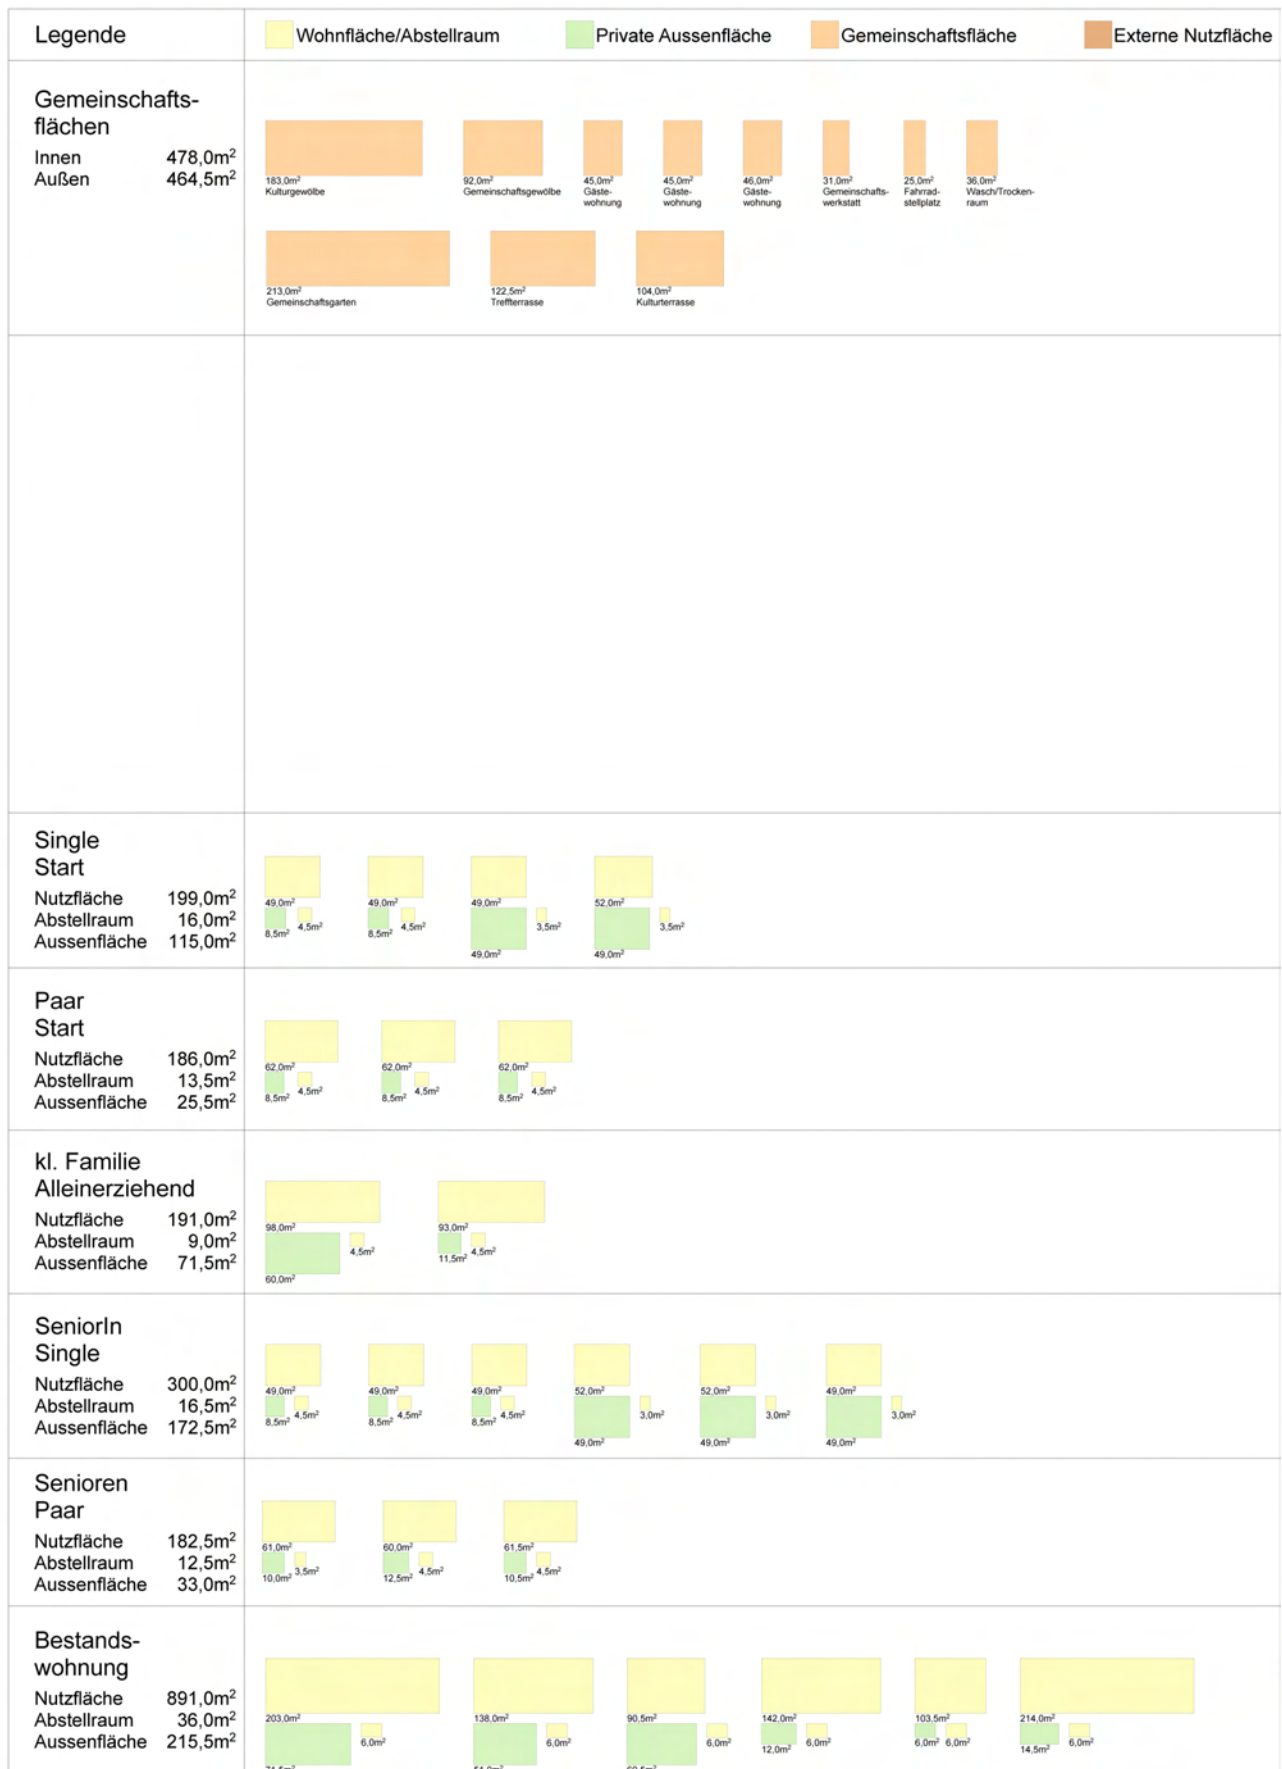 Legende
Wohnfläche/Abstellraum
Private Aussenfläche
Gemeinschaftsfläche
Externe Nutzfläche
Gemeinschafts-
flächen
Innen 478,0m²
Außen 464,5m²
183,0m²
Kulturgewölbe
92,0m²
Gemeinschaftsgewölbe
45,0m²
Gäste-
wohnung
45,0m²
Gäste-
wohnung
46,0m²
Gäste-
wohnung
31,0m²
Gemeinschafts-
werkstatt
25,0m²
Fahrrad-
stellplatz
36,0m²
Wasch/Trocken-
raum
213,0m²
Gemeinschaftsgarten
122,5m²
Treffterrasse
104,0m²
Kulturterrasse
Single
Start
Nutzfläche 199,0m²
Abstellraum 16,0m²
Aussenfläche 115,0m²
49,0m² 49,0m² 49,0m² 52,0m²
8,5m² 4,5m² 8,5m² 4,5m² 3,5m² 3,5m²
49,0m² 49,0m²
Paar
Start
Nutzfläche 186,0m²
Abstellraum 13,5m²
Aussenfläche 25,5m²
62,0m² 62,0m² 62,0m²
8,5m² 4,5m² 8,5m² 4,5m² 8,5m² 4,5m²
kl. Familie
Alleinerziehend
Nutzfläche 191,0m²
Abstellraum 9,0m²
Aussenfläche 71,5m²
98,0m² 93,0m²
4,5m² 11,5m² 4,5m²
60,0m²
SeniorIn
Single
Nutzfläche 300,0m²
Abstellraum 16,5m²
Aussenfläche 172,5m²
49,0m² 49,0m² 49,0m² 52,0m² 52,0m² 49,0m²
8,5m² 4,5m² 8,5m² 4,5m² 8,5m² 4,5m² 3,0m² 3,0m² 3,0m²
49,0m² 49,0m² 49,0m²
Senioren
Paar
Nutzfläche 182,5m²
Abstellraum 12,5m²
Aussenfläche 33,0m²
61,0m² 60,0m² 61,5m²
10,0m² 3,5m² 12,5m² 4,5m² 10,5m² 4,5m²
Bestands-
wohnung
Nutzfläche 891,0m²
Abstellraum 36,0m²
Aussenfläche 215,5m²
203,0m² 138,0m² 90,5m² 142,0m² 103,5m² 214,0m²
6,0m² 6,0m² 6,0m² 12,0m² 6,0m² 6,0m² 6,0m² 14,5m² 6,0m²